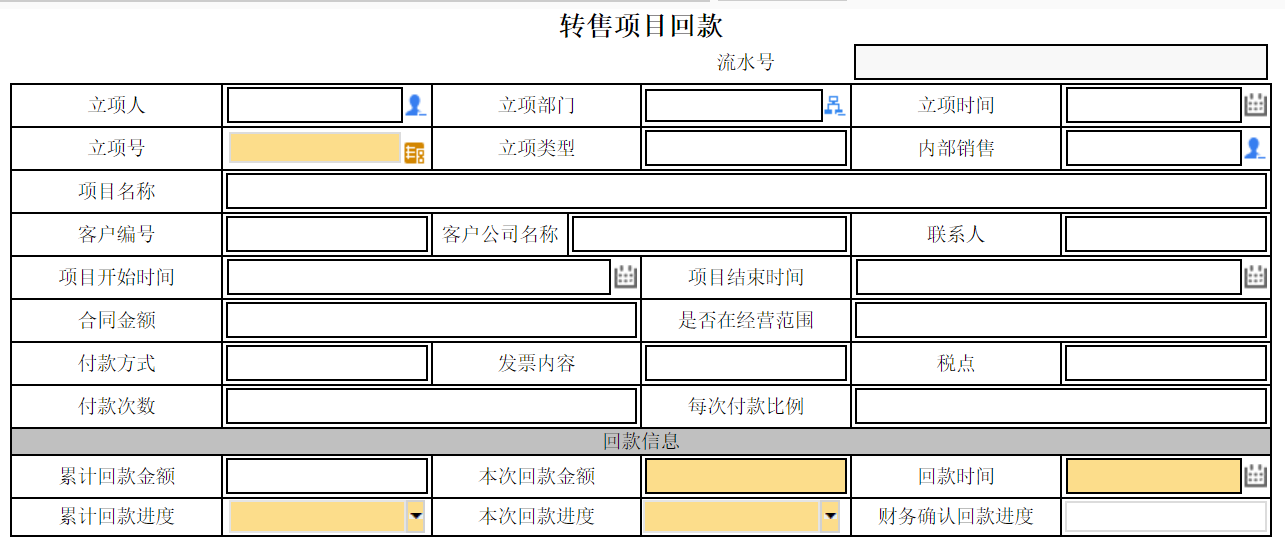 转售项目回款
流水号
立项人 立项部门 立项时间
立项号 立项类型 内部销售
项目名称
客户编号 客户公司名称 联系人
项目开始时间 项目结束时间
合同金额 是否在经营范围
付款方式 发票内容 税点
付款次数 每次付款比例
回款信息
累计回款金额 本次回款金额 回款时间
累计回款进度 本次回款进度 财务确认回款进度